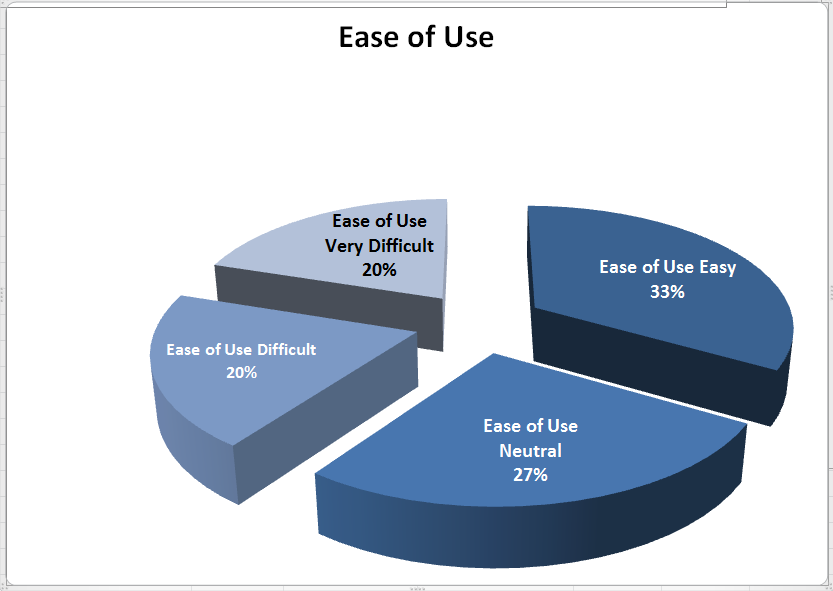 Ease of Use
Ease of Use
Very Difficult
20%
Ease of Use Easy
33%
Ease of Use Difficult
20%
Ease of Use
Neutral
27%